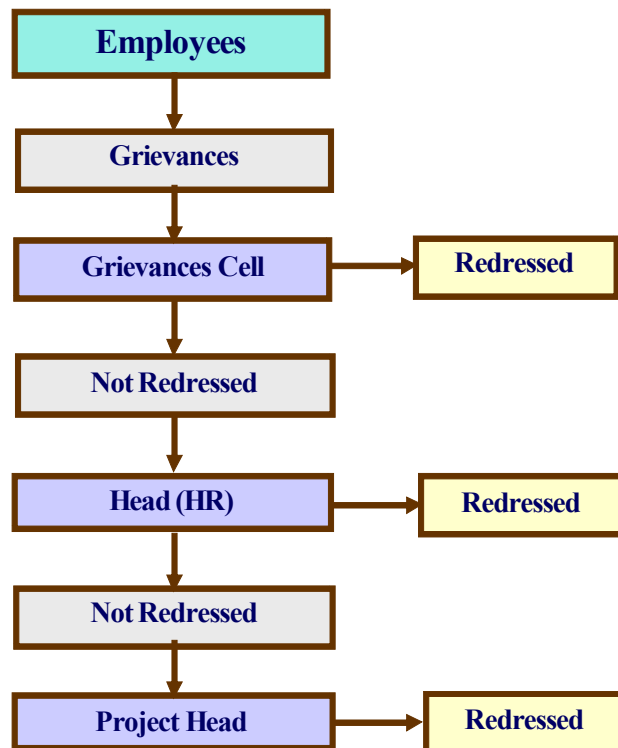 Employees
Grievances
Grievances Cell
Redressed
Not Redressed
Head (HR)
Redressed
Not Redressed
Project Head
Redressed